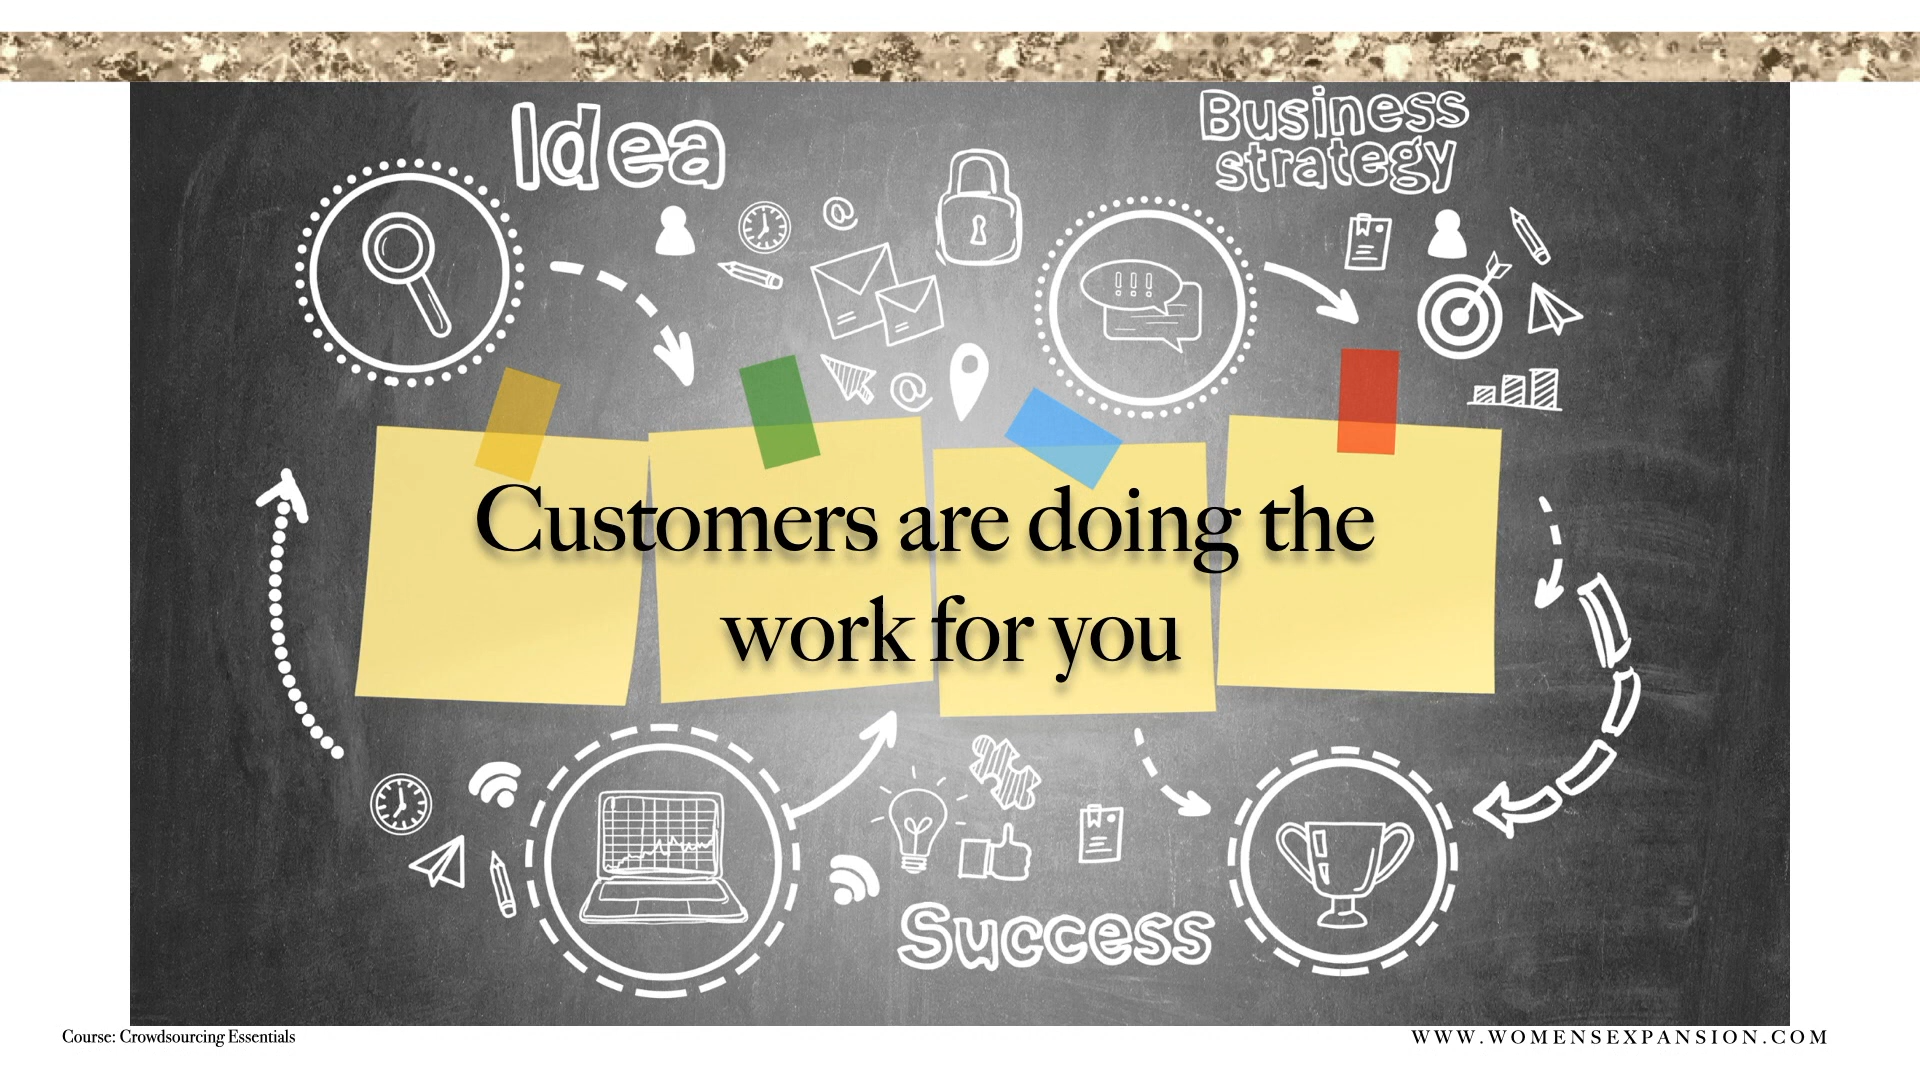 Idea
Business
strategy
Customers are doing the
work for you
Success
Course: Crowdsourcing Essentials
WWW.WOMENSEXPANSION.COM